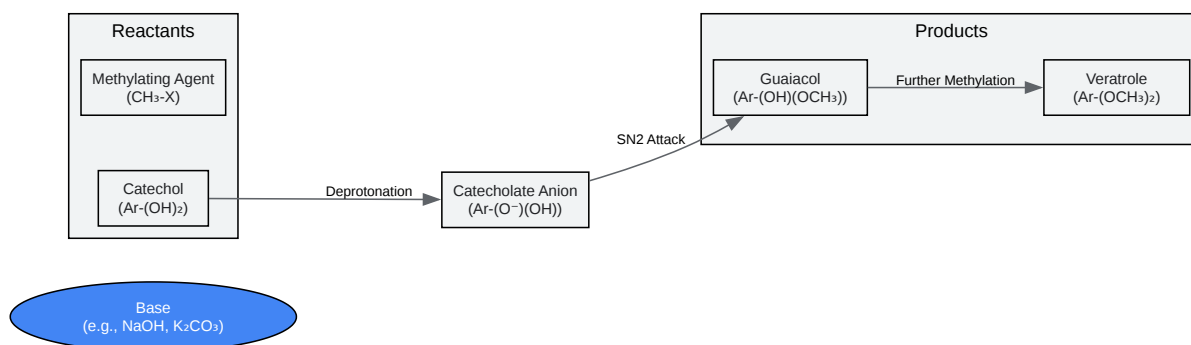 Reactants
Methylating Agent
(CH₃-X)
Catechol
(Ar-(OH)₂)
Deprotonation
Catecholate Anion
(Ar-(O⁻)(OH))
SN2 Attack
Products
Guaiacol
(Ar-(OH)(OCH₃))
Further Methylation
Veratrole
(Ar-(OCH₃)₂)
Base
(e.g., NaOH, K₂CO₃)